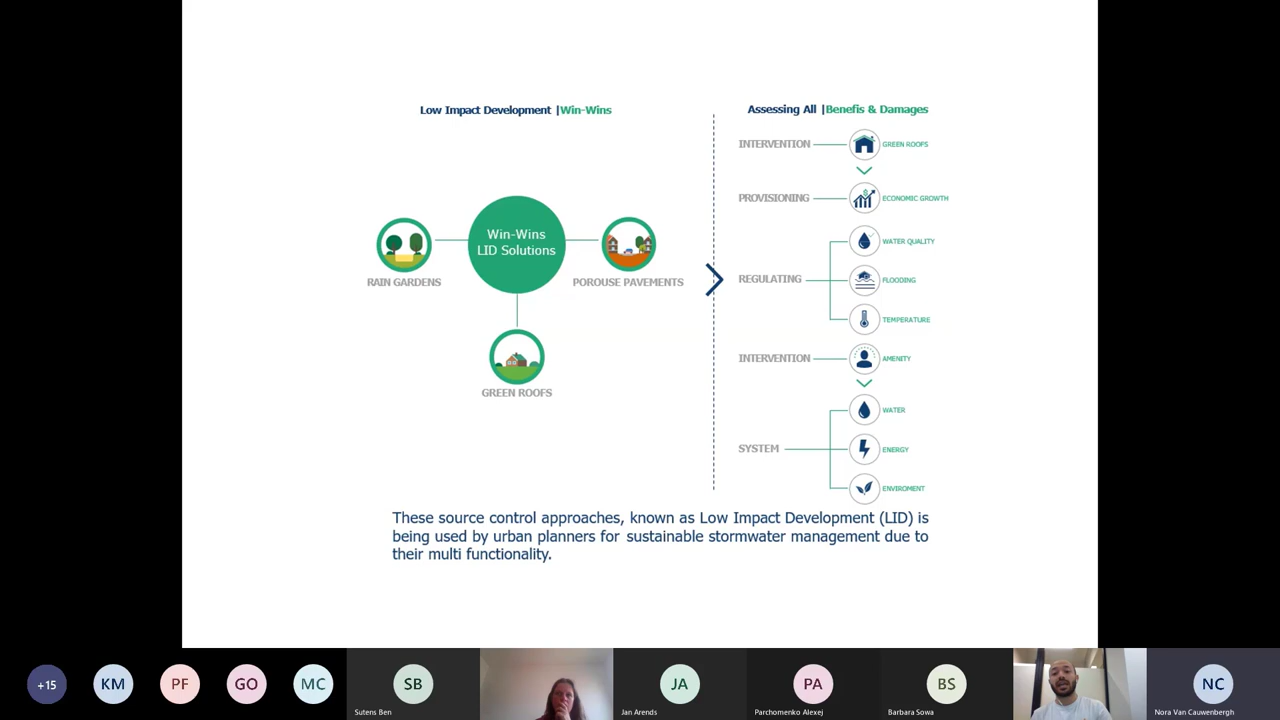 Low Impact Development |Win-Wins
Win-Wins
LID Solutions
RAIN GARDENS
POROUSE PAVEMENTS
GREEN ROOFS
Assessing All |Benefis & Damages
INTERVENTION
GREEN ROOFS
PROVISIONING
ECONOMIC GROWTH
WATER QUALITY
REGULATING
FLOODING
TEMPERATURE
INTERVENTION
AMENITY
WATER
SYSTEM
ENERGY
ENVIROMENT
These source control approaches, known as Low Impact Development (LID) is
being used by urban planners for sustainable stormwater management due to
their multi functionality.
+15
KM
PF
GO
MC
SB
Sutens Ben
JA
Jan Arends
PA
Parchomenko Alexej
BS
Barbara Sowa
NC
Nora Van Cauwenbergh